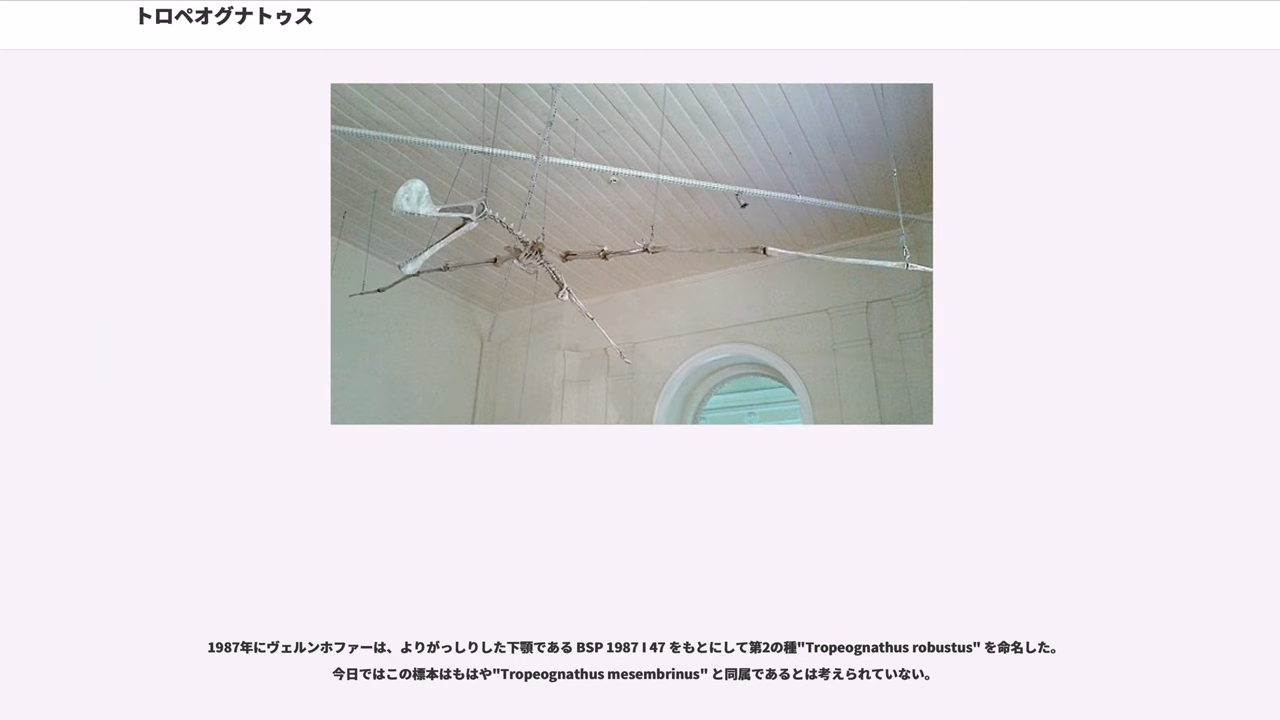 トロペオグナトゥス
1987年にヴェルンホファーは、よりがっしりした下顎である BSP 1987 I 47 をもとにして第2の種"Tropeognathus robustus" を命名した。
今日ではこの標本はもはや"Tropeognathus mesembrinus" と同属であるとは考えられていない。